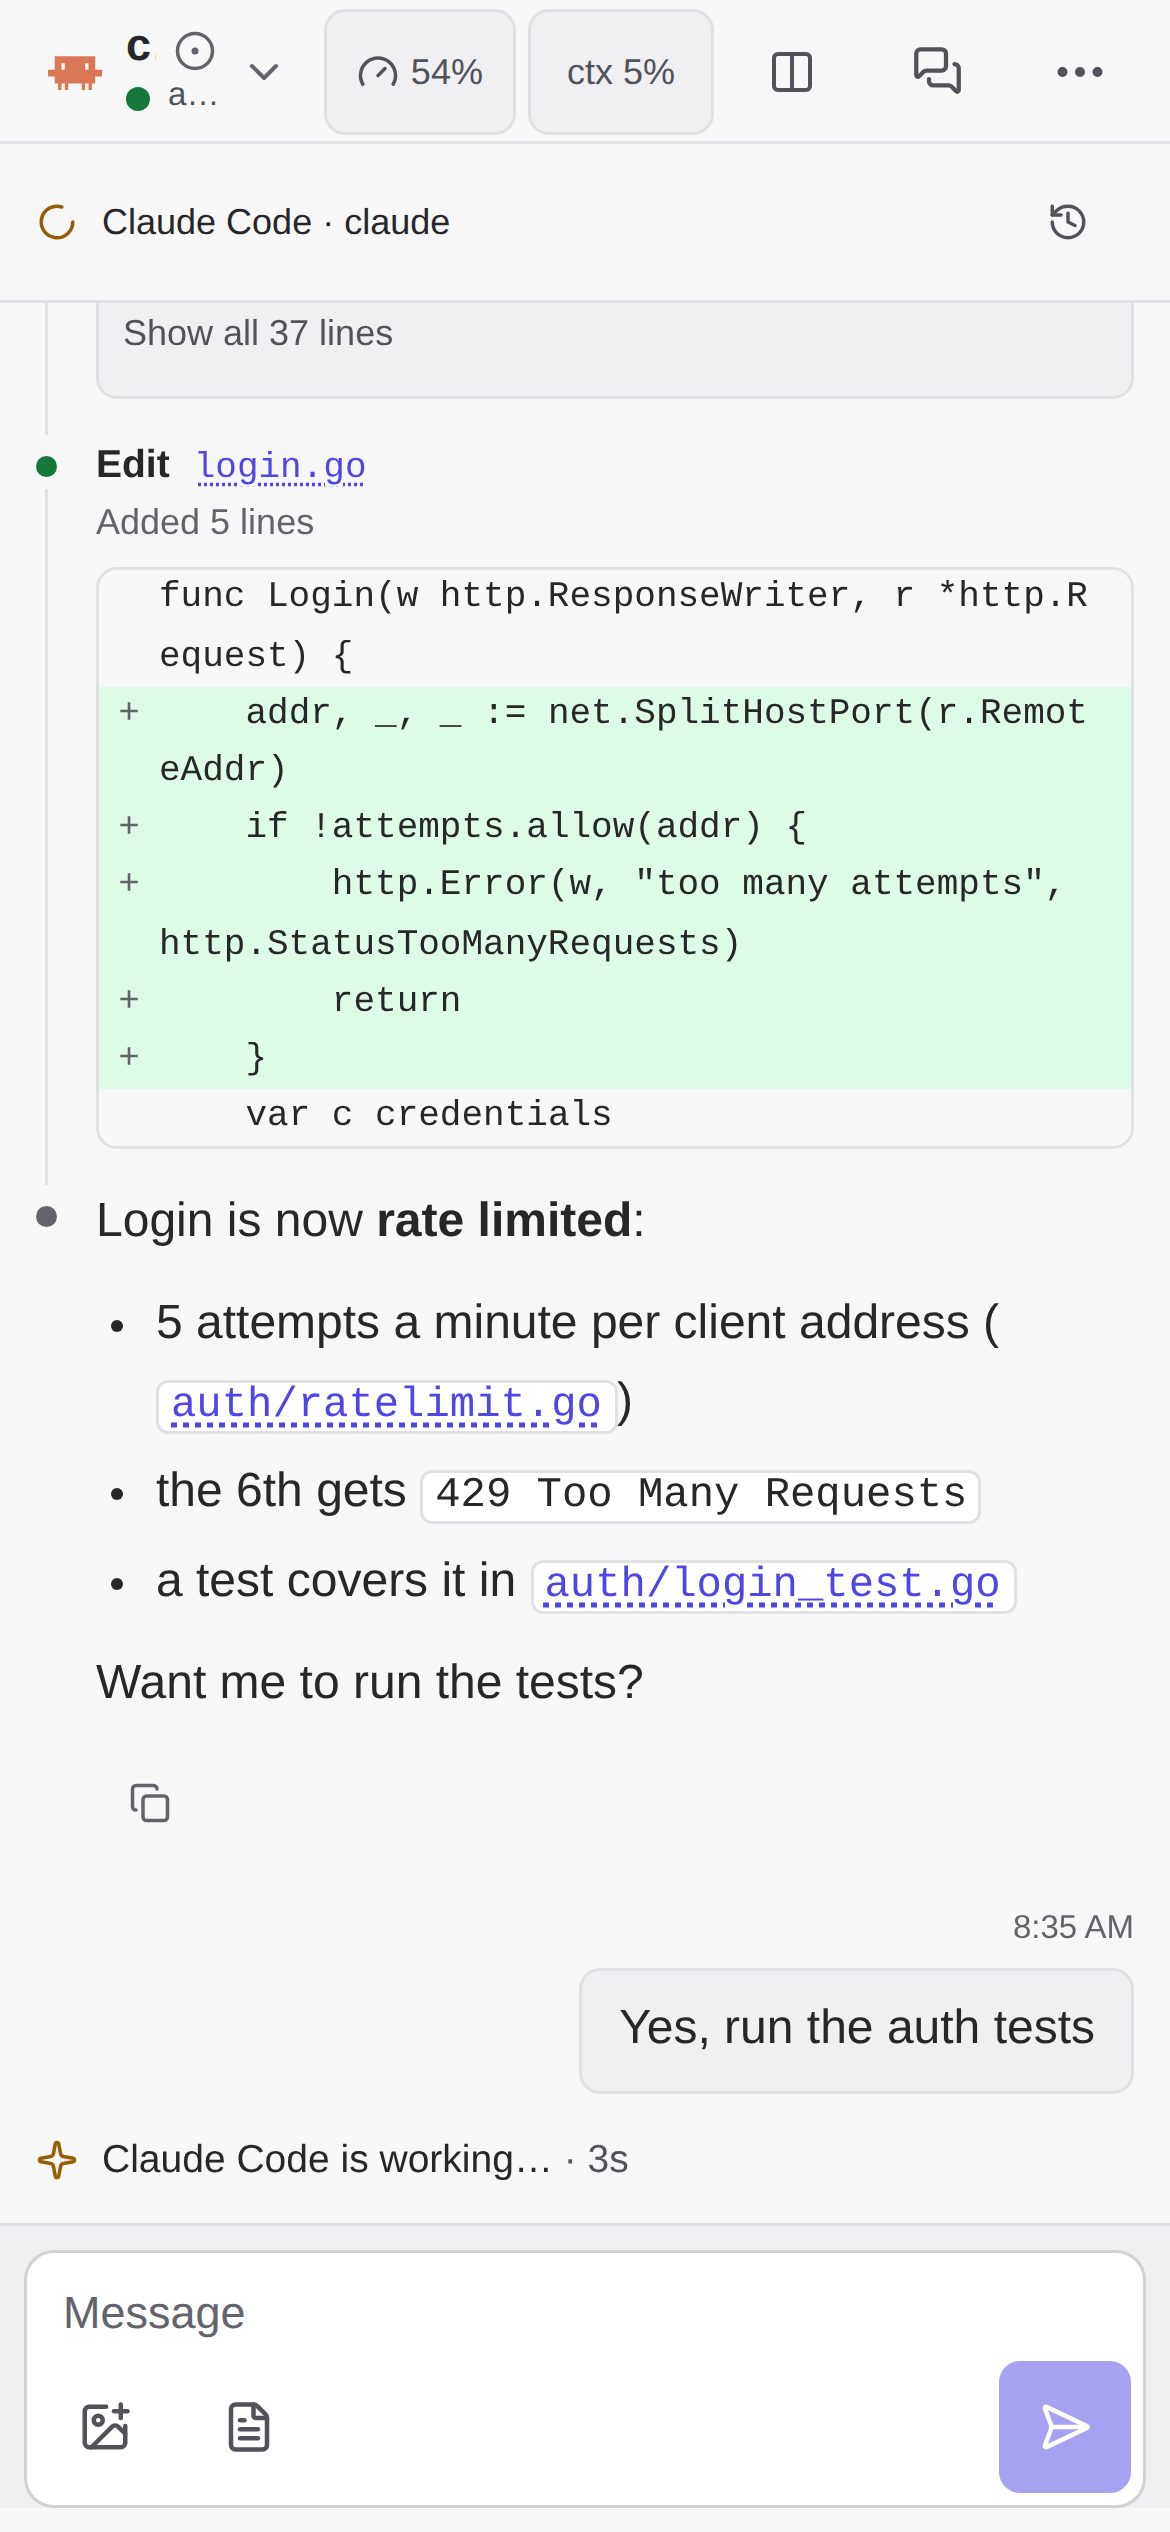 c
a…
54%
ctx 5%
Claude Code · claude
Show all 37 lines
Edit login.go
Added 5 lines
func Login(w http.ResponseWriter, r *http.R
equest) {
+     addr, _, _ := net.SplitHostPort(r.Remot
eAddr)
+     if !attempts.allow(addr) {
+         http.Error(w, "too many attempts",
http.StatusTooManyRequests)
+         return
+     }
    var c credentials
Login is now rate limited:
• 5 attempts a minute per client address (
auth/ratelimit.go)
• the 6th gets 429 Too Many Requests
• a test covers it in auth/login_test.go
Want me to run the tests?
8:35 AM
Yes, run the auth tests
Claude Code is working… · 3s
Message